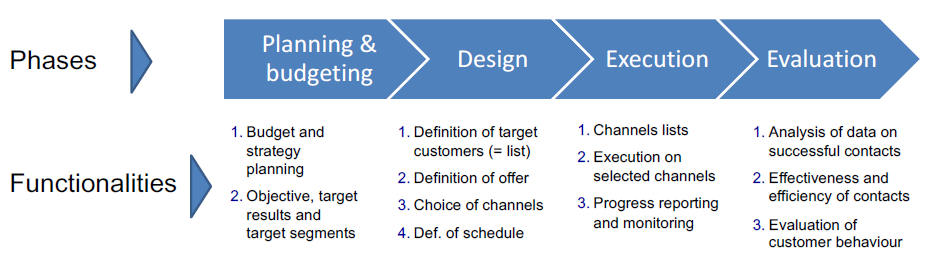 Phases
Planning &
budgeting
Design
Execution
Evaluation
Functionalities
1. Budget and
strategy
planning
2. Objective, target
results and
target segments
1. Definition of target
customers (= list)
2. Definition of offer
3. Choice of channels
4. Def. of schedule
1. Channels lists
2. Execution on
selected channels
3. Progress reporting
and monitoring
1. Analysis of data on
successful contacts
2. Effectiveness and
efficiency of contacts
3. Evaluation of
customer behaviour